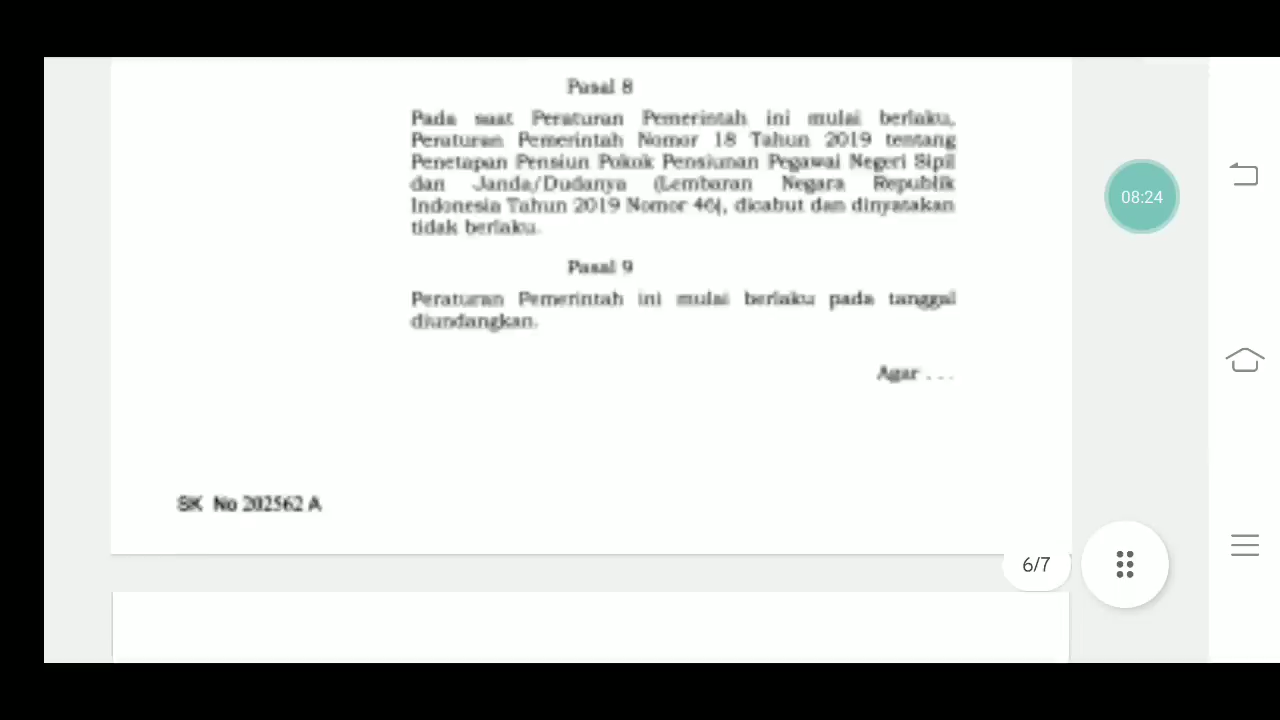 Pasal 8
Pada saat Peraturan Pemerintah ini mulai berlaku,
Peraturan Pemerintah Nomor 18 Tahun 2019 tentang
Penetapan Pensiun Pokok Pensiunan Pegawai Negeri Sipil
dan Janda/Dudanya (Lembaran Negara Republik
Indonesia Tahun 2019 Nomor 46), dicabut dan dinyatakan
tidak berlaku.
Pasal 9
Peraturan Pemerintah ini mulai berlaku pada tanggal
diundangkan.
Agar . . .
SK No 202562 A
08:24
6/7